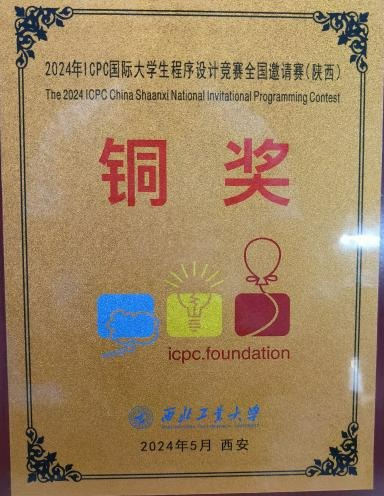 2024年ICPC国际大学生程序设计竞赛全国邀请赛(陕西)
The 2024 ICPC China Shaanxi National Invitational Programming Contest
铜奖
icpc.foundation
西北工业大学
2024年5月 西安